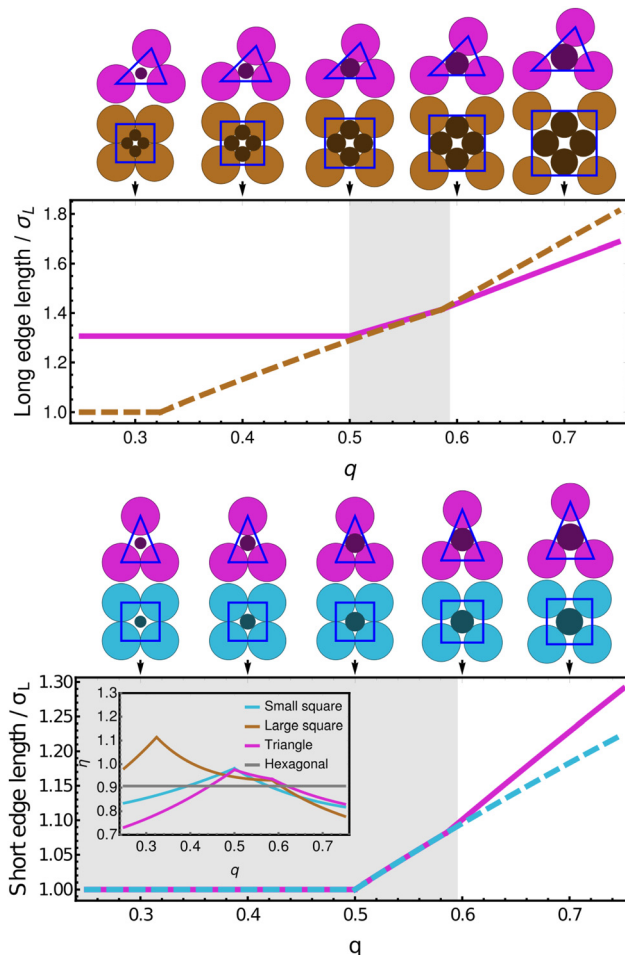 Long edge length / σ_L
1.8
1.6
1.4
1.2
1.0
0.3 0.4 0.5 0.6 0.7
q
Short edge length / σ_L
1.30
1.25
1.20
1.15
1.10
1.05
1.00
η
1.3
1.2
1.1
1.0
0.9
0.8
0.7
Small square
Large square
Triangle
Hexagonal
0.3 0.4 0.5 0.6 0.7
q
0.3 0.4 0.5 0.6 0.7
q